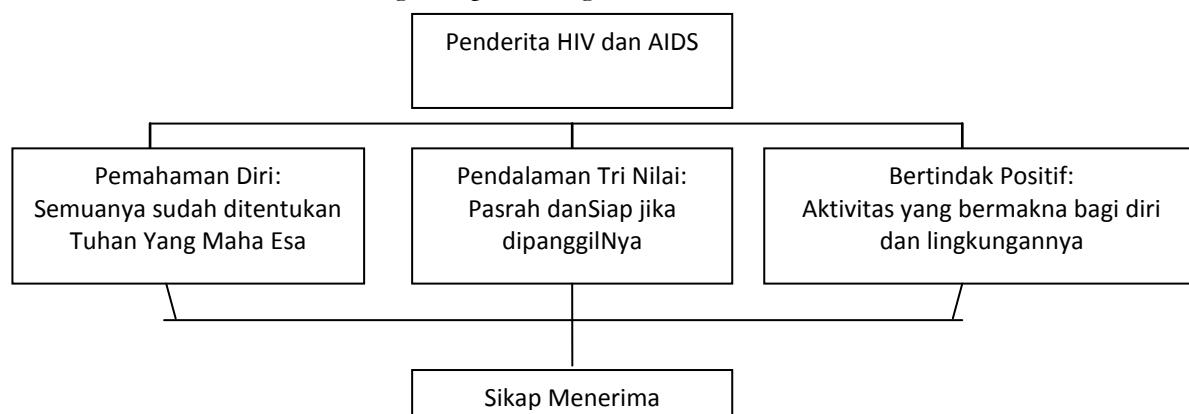 Penderita HIV dan AIDS
Pemahaman Diri:
Semuanya sudah ditentukan
Tuhan Yang Maha Esa
Pendalaman Tri Nilai:
Pasrah danSiap jika
dipanggilNya
Bertindak Positif:
Aktivitas yang bermakna bagi diri
dan lingkungannya
Sikap Menerima